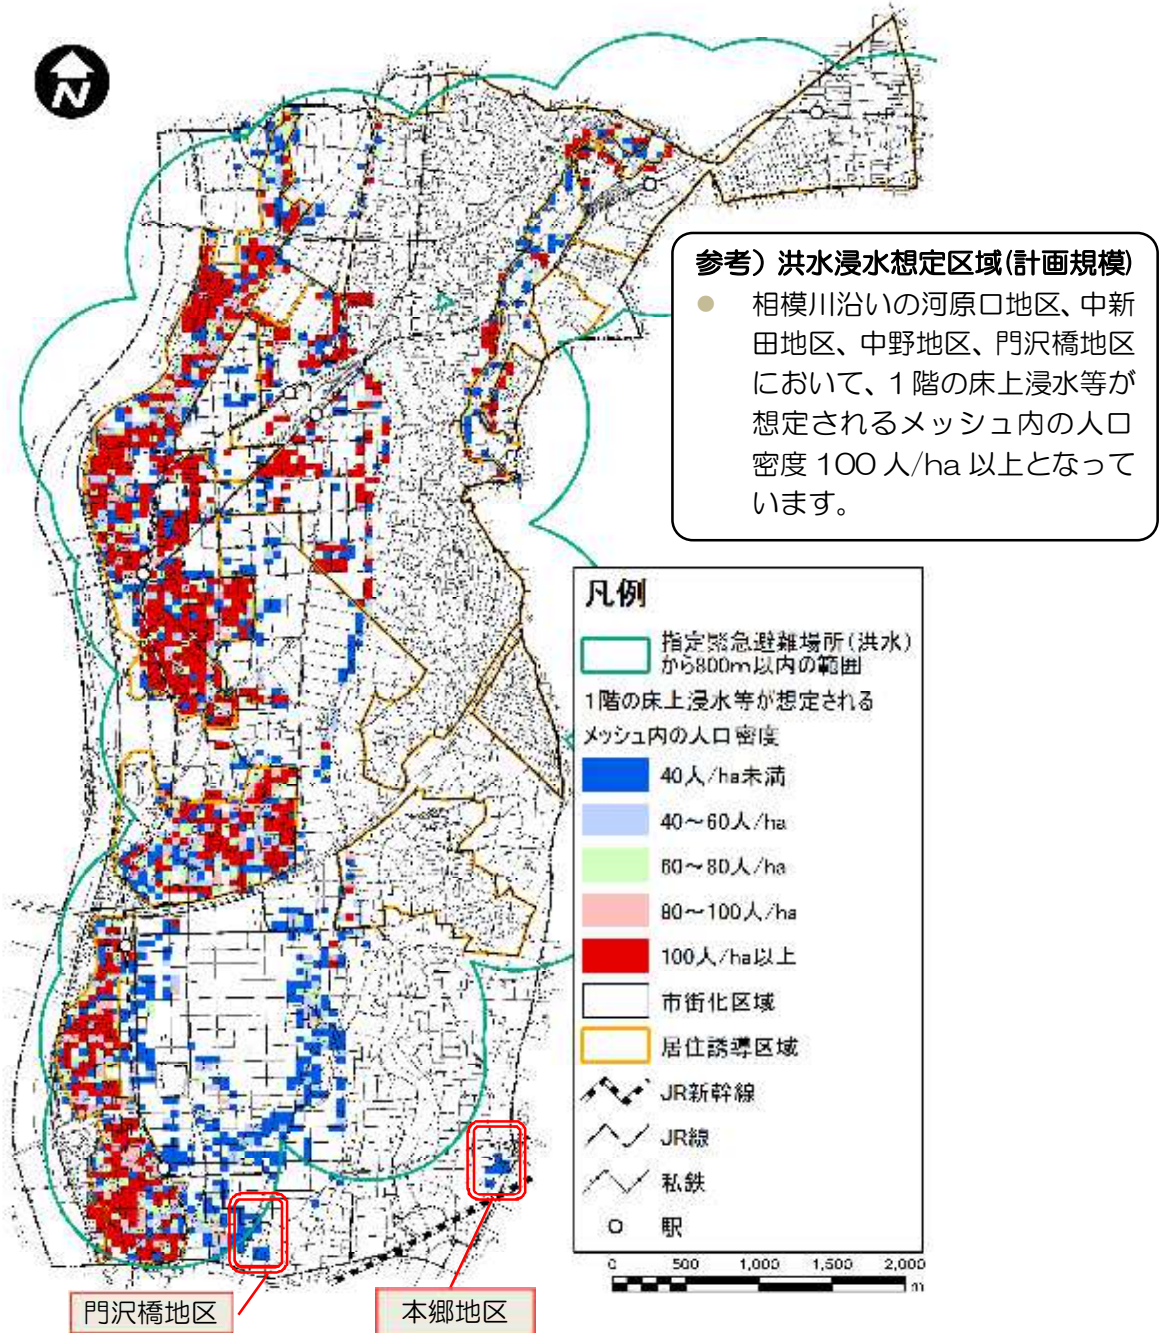 N
参考）洪水浸水想定区域(計画規模)
相模川沿いの河原口地区、中新
田地区、中野地区、門沢橋地区
において、１階の床上浸水等が
想定されるメッシュ内の人口
密度 100 人/ha 以上となって
います。
凡例
指定緊急避難場所(洪水)
から800m以内の範囲
1階の床上浸水等が想定される
メッシュ内の人口密度
40人/ha未満
40～60人/ha
60～80人/ha
80～100人/ha
100人/ha以上
市街化区域
居住誘導区域
JR新幹線
JR線
私鉄
駅
0 500 1,000 1,500 2,000
m
門沢橋地区
本郷地区